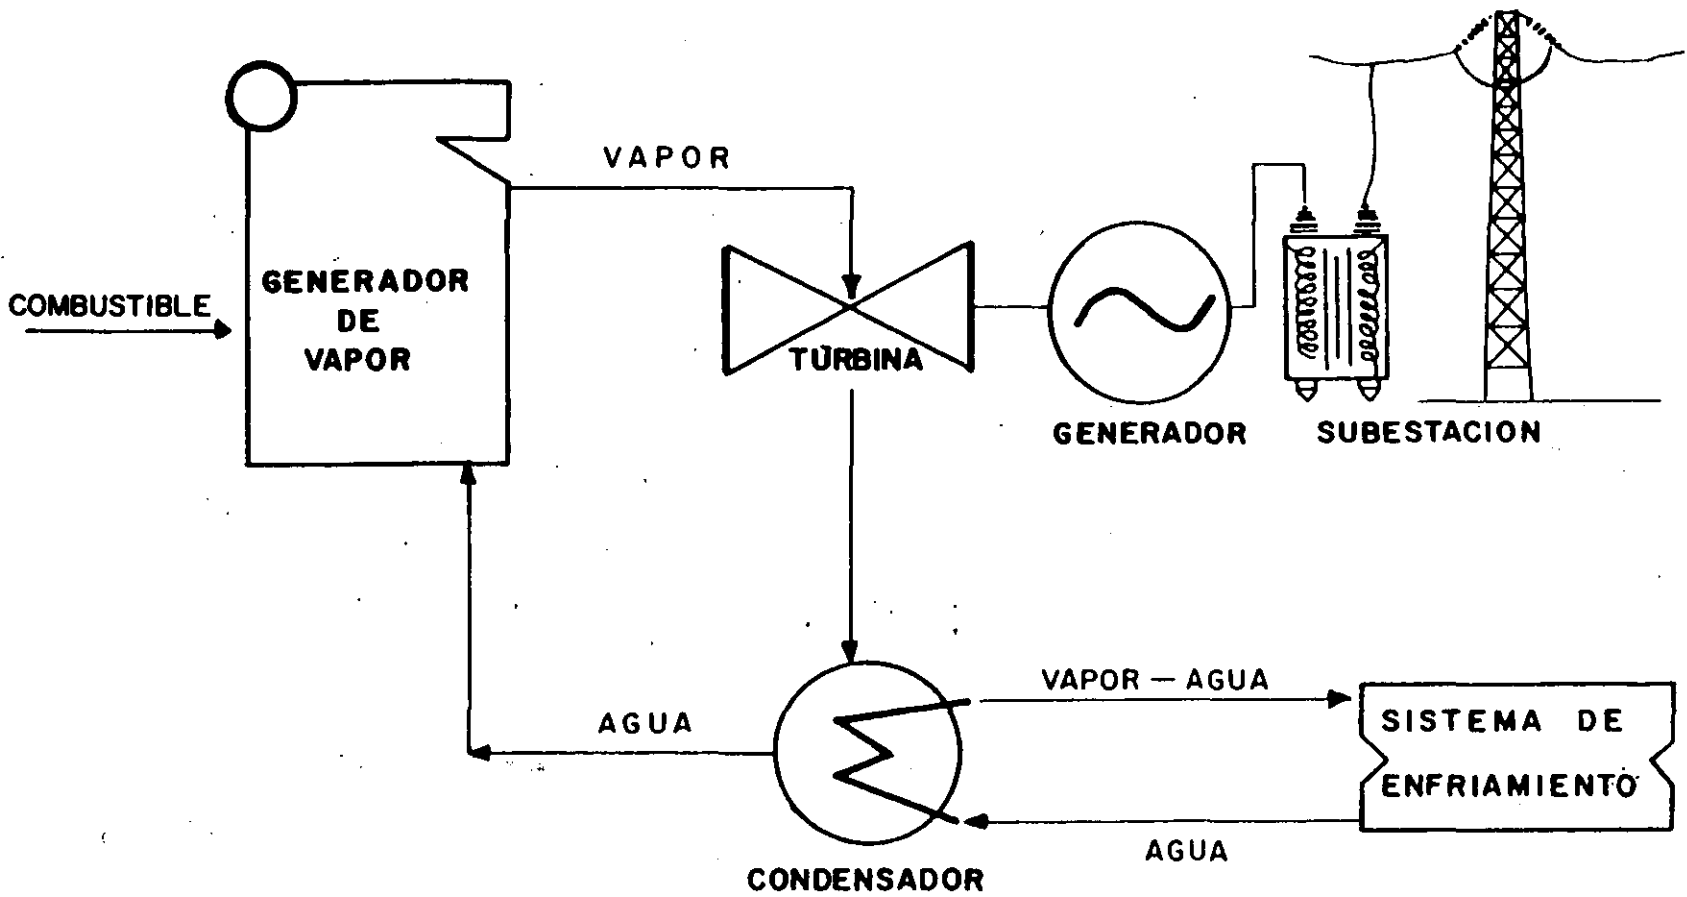 VAPOR
GENERADOR
DE
VAPOR
COMBUSTIBLE
TURBINA
GENERADOR
SUBESTACION
VAPOR — AGUA
AGUA
SISTEMA DE
ENFRIAMIENTO
AGUA
CONDENSADOR